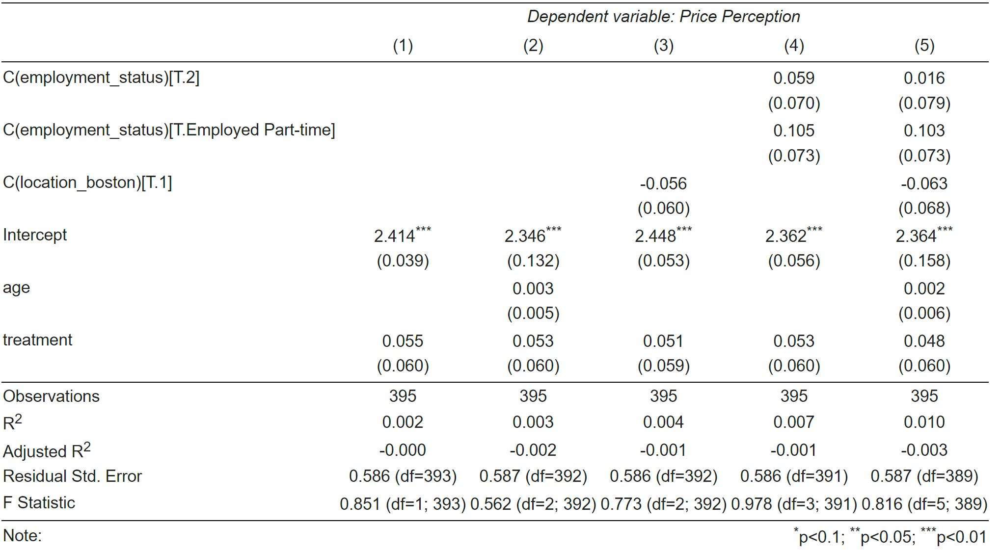 Dependent variable: Price Perception
(1) (2) (3) (4) (5)
C(employment_status)[T.2] 0.059 0.016
(0.070) (0.079)
C(employment_status)[T.Employed Part-time] 0.105 0.103
(0.073) (0.073)
C(location_boston)[T.1] -0.056 -0.063
(0.060) (0.068)
Intercept 2.414*** 2.346*** 2.448*** 2.362*** 2.364***
(0.039) (0.132) (0.053) (0.056) (0.158)
age 0.003 0.002
(0.005) (0.006)
treatment 0.055 0.053 0.051 0.053 0.048
(0.060) (0.060) (0.059) (0.060) (0.060)
Observations 395 395 395 395 395
R2 0.002 0.003 0.004 0.007 0.010
Adjusted R2 -0.000 -0.002 -0.001 -0.001 -0.003
Residual Std. Error 0.586 (df=393) 0.587 (df=392) 0.586 (df=392) 0.586 (df=391) 0.587 (df=389)
F Statistic 0.851 (df=1; 393) 0.562 (df=2; 392) 0.773 (df=2; 392) 0.978 (df=3; 391) 0.816 (df=5; 389)
Note: *p<0.1; **p<0.05; ***p<0.01